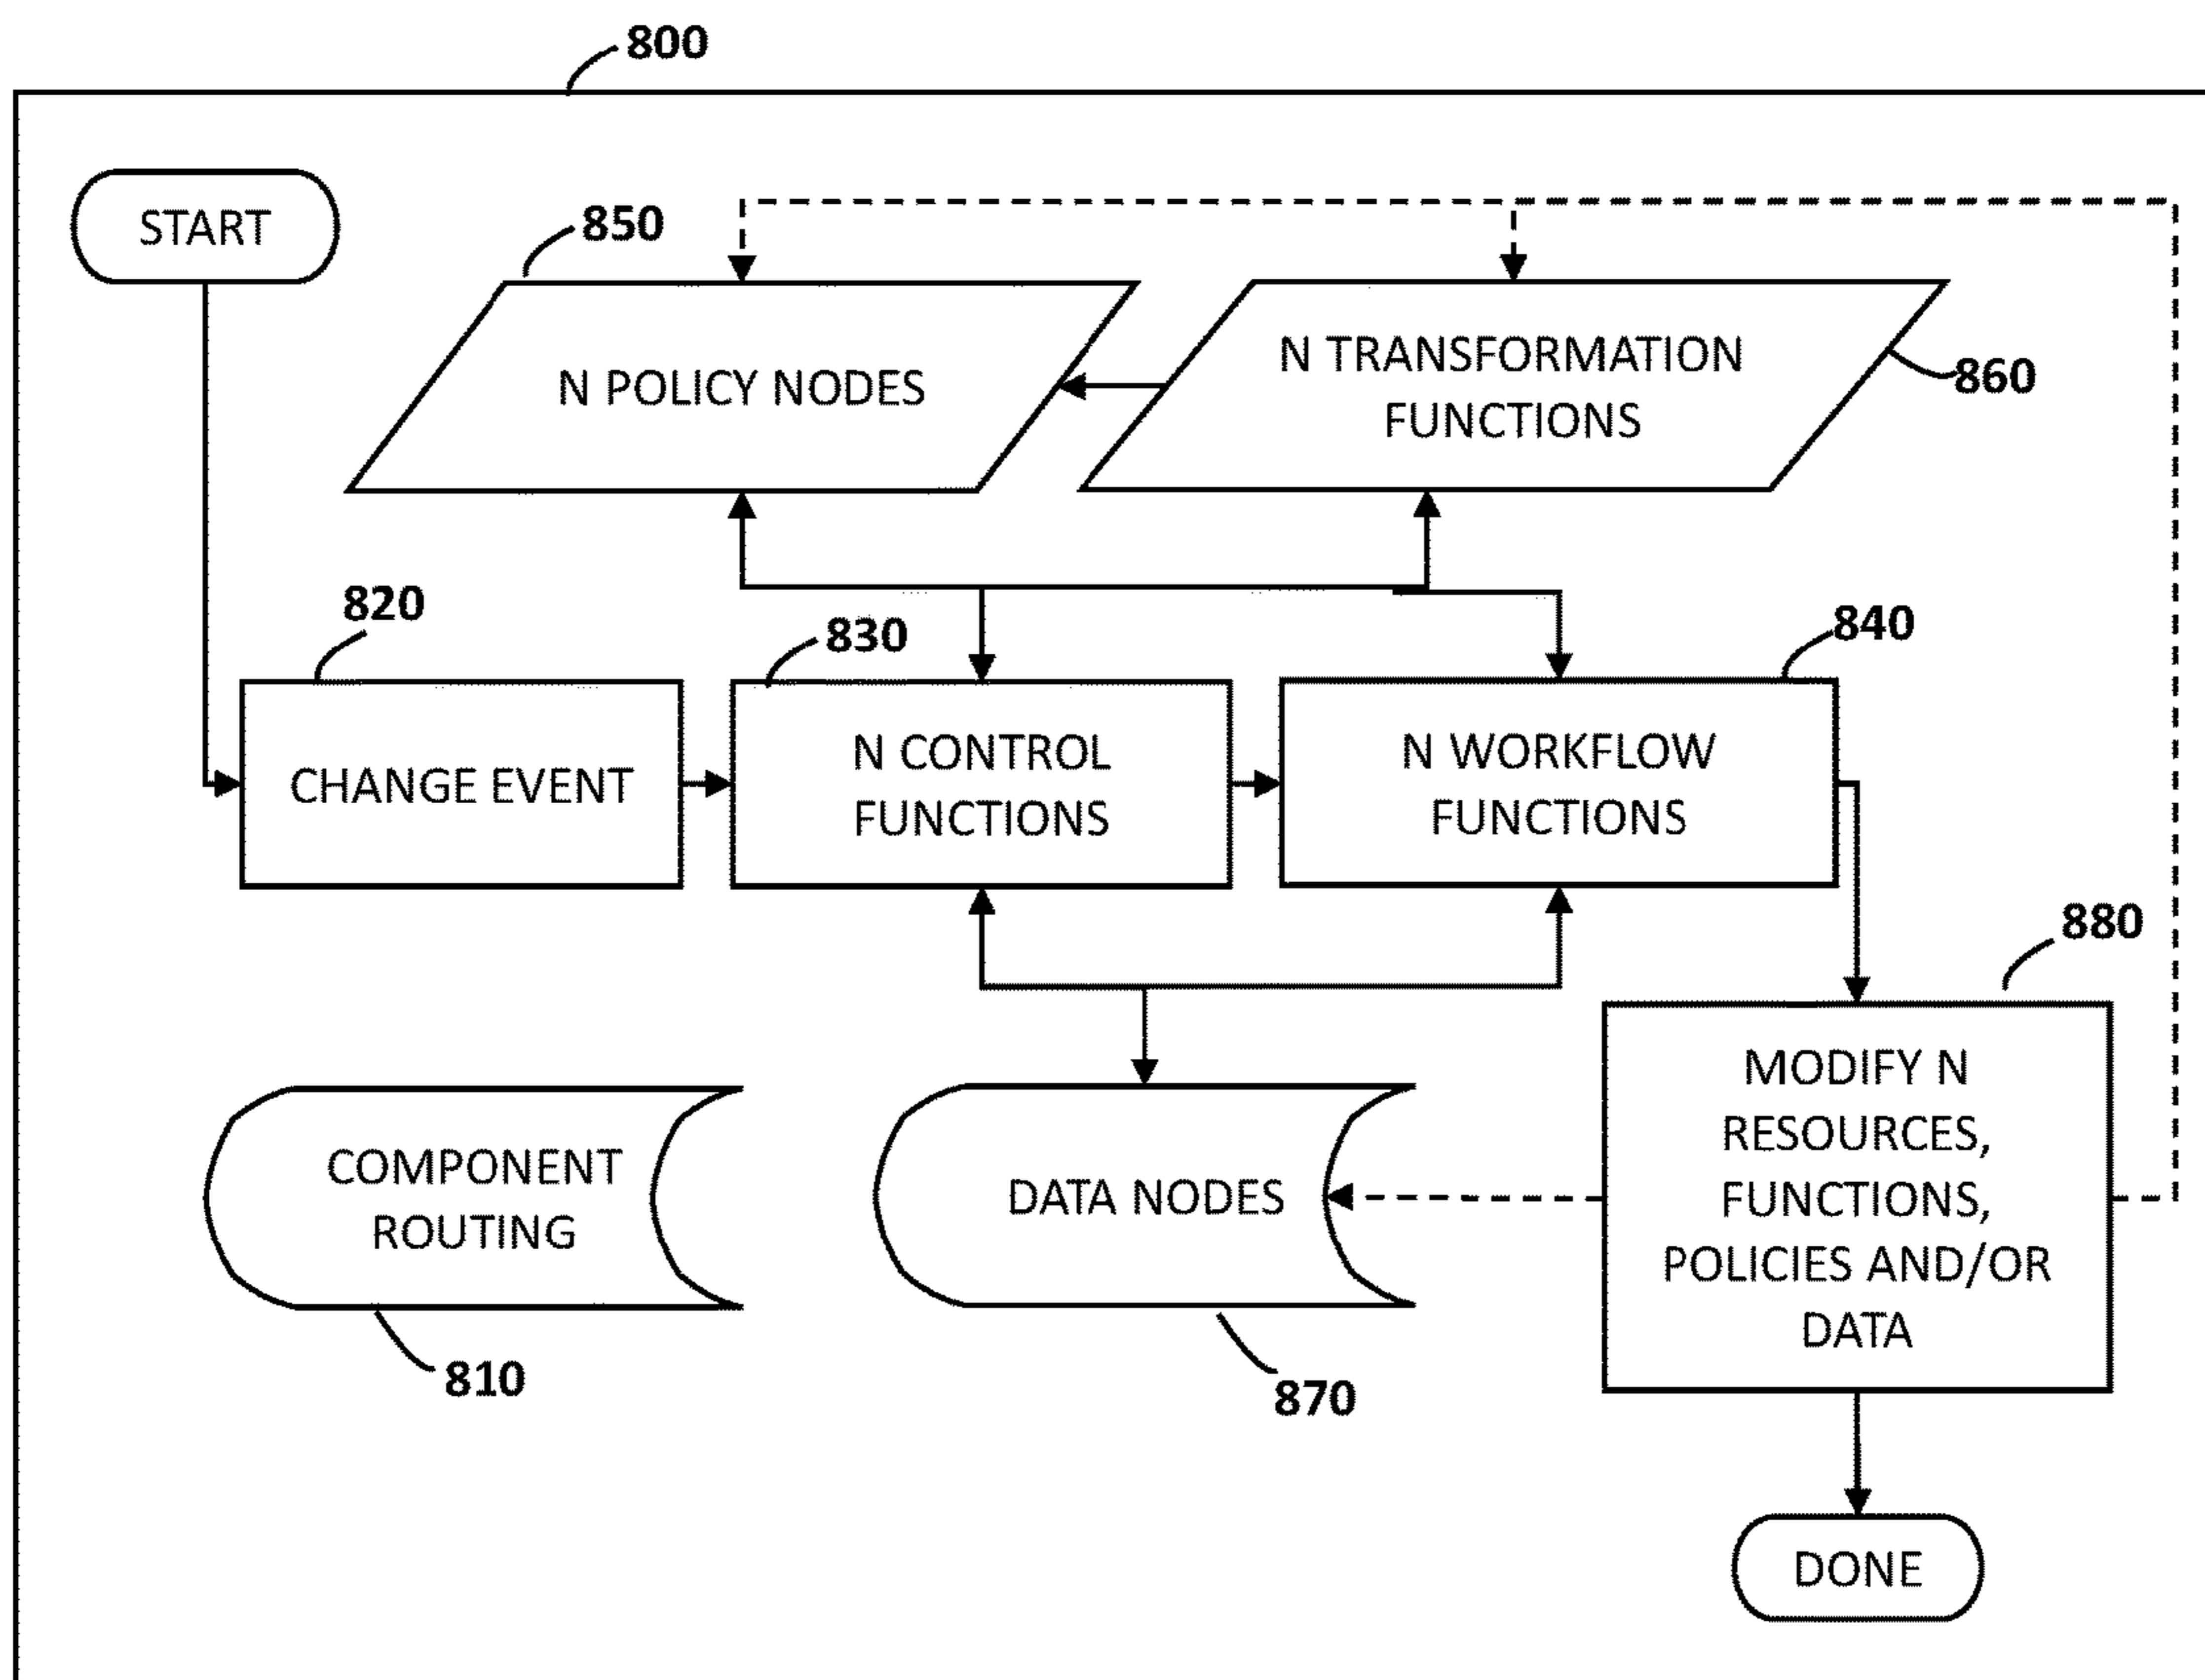 800
START
850
N POLICY NODES
N TRANSFORMATION
FUNCTIONS
860
820
830
840
CHANGE EVENT
N CONTROL
FUNCTIONS
N WORKFLOW
FUNCTIONS
880
COMPONENT
ROUTING
810
DATA NODES
870
MODIFY N
RESOURCES,
FUNCTIONS,
POLICIES AND/OR
DATA
DONE